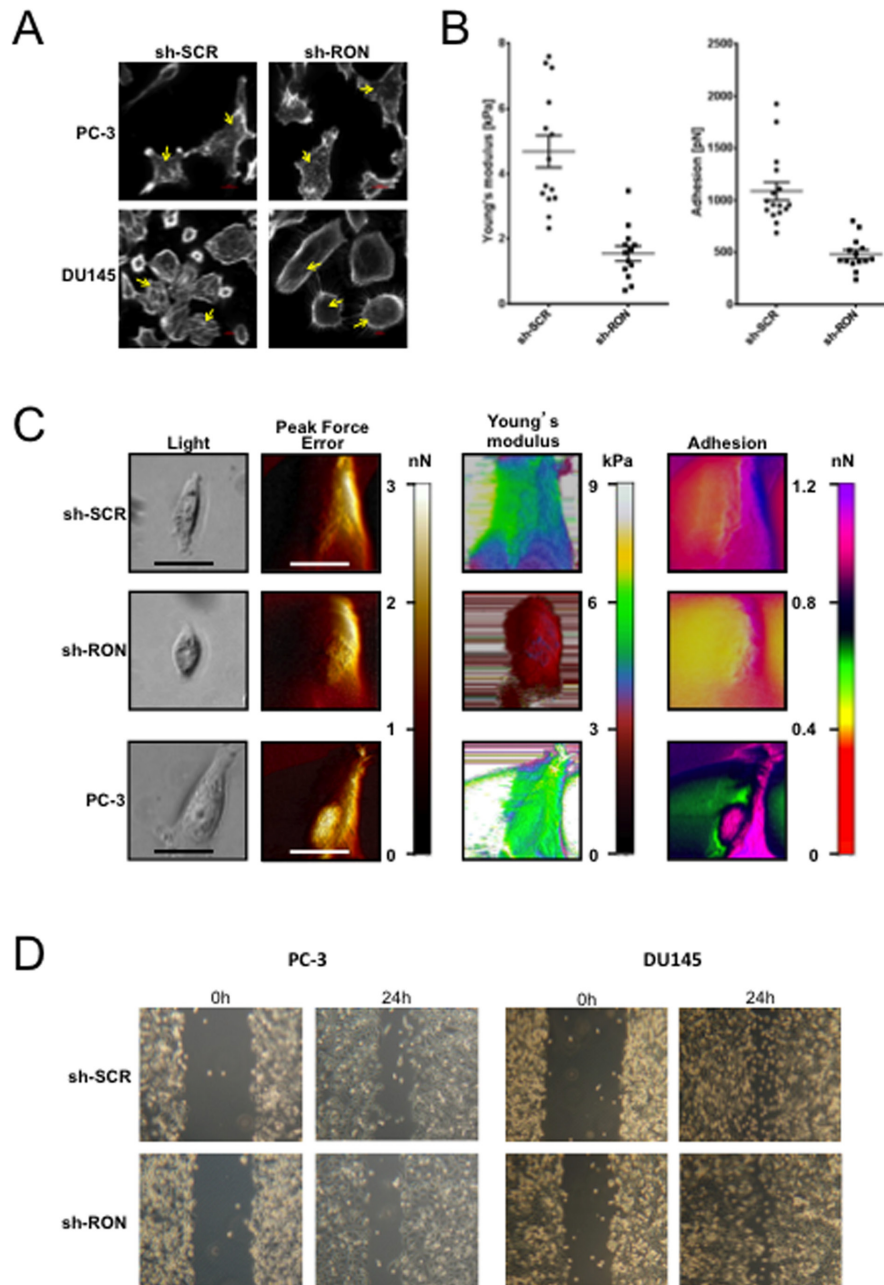 A
sh-SCR
sh-RON
PC-3
DU145
B
Young's modulus [kPa]
8
6
4
2
0
sh-SCR
sh-RON
Adhesion [pN]
2500
2000
1500
1000
500
0
sh-SCR
sh-RON
C
Light
Peak Force
Error
nN
Young's
modulus
kPa
Adhesion
nN
sh-SCR
sh-RON
PC-3
3
2
1
0
9
6
3
0
1.2
0.8
0.4
0
D
PC-3
DU145
0h
24h
0h
24h
sh-SCR
sh-RON